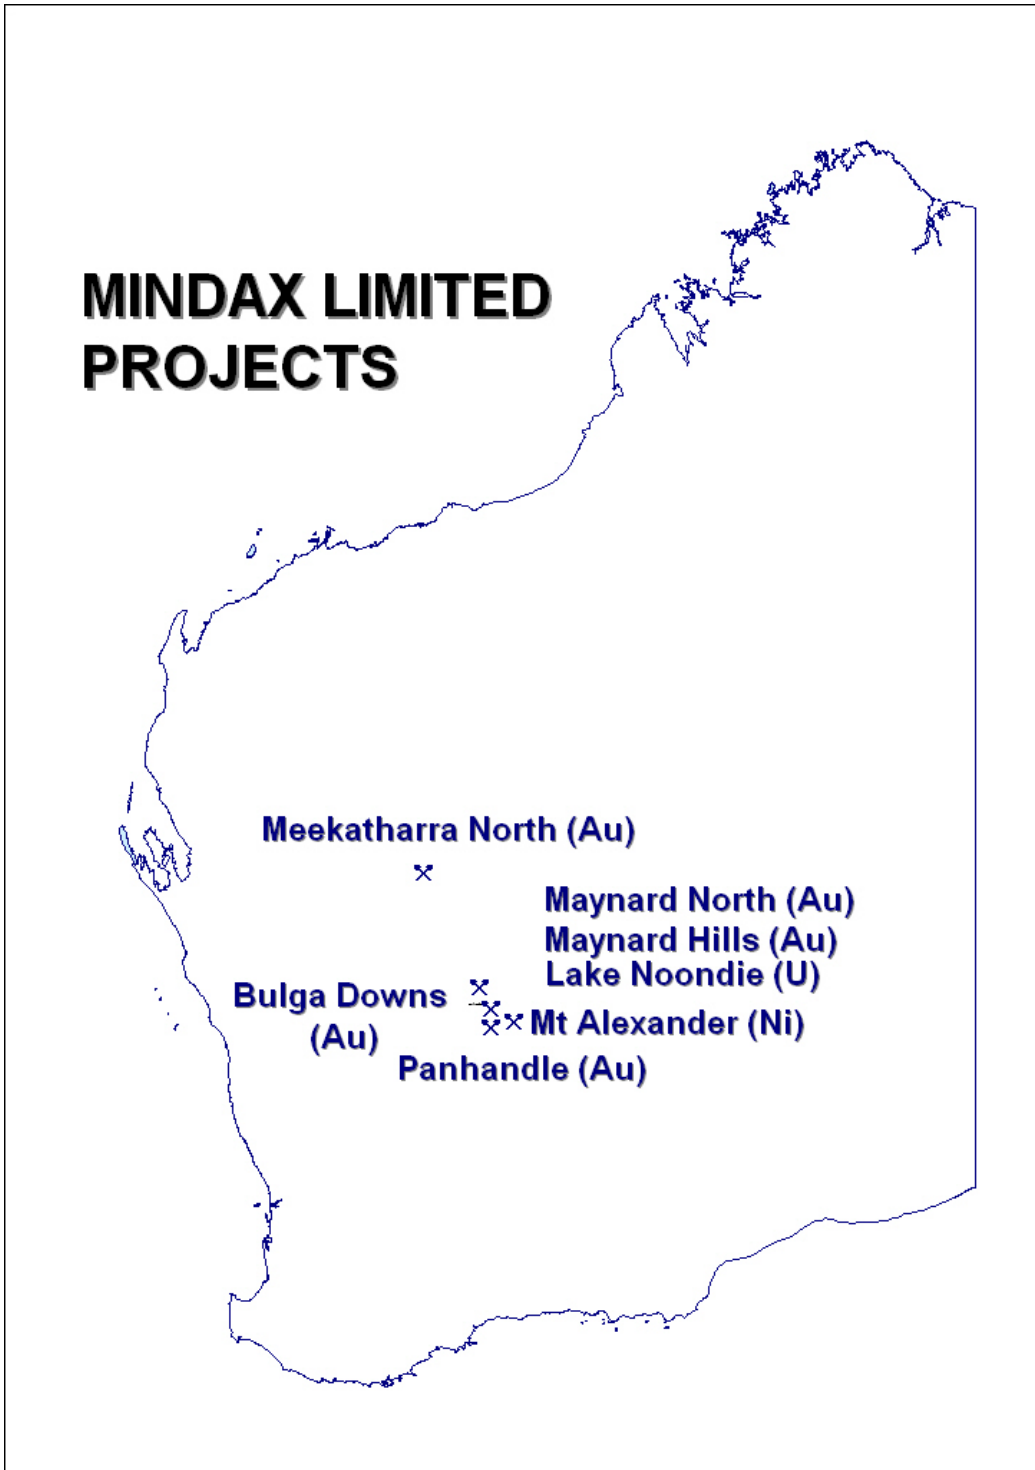 MINDAX LIMITED
PROJECTS
Meekatharra North (Au)
Maynard North (Au)
Maynard Hills (Au)
Lake Noondie (U)
Bulga Downs
(Au)
Mt Alexander (Ni)
Panhandle (Au)